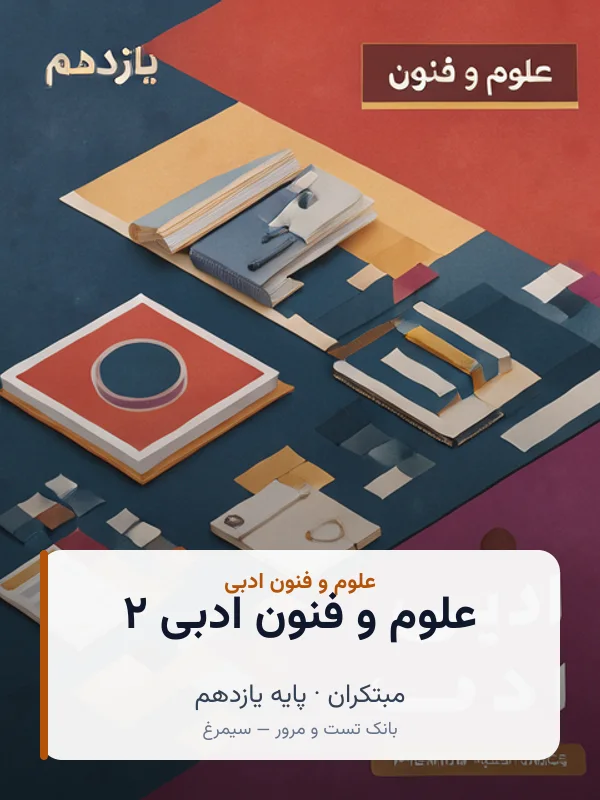 علوم و فنون
یازدهم
علوم و فنون ادبی
علوم و فنون ادبی ۲
مبتکران · پایه یازدهم
بانک تست و مرور — سیمرغ